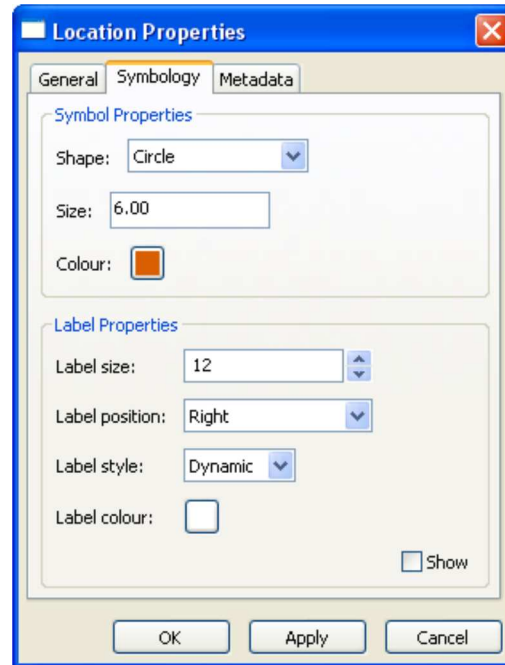 Location Properties
General Symbology Metadata
Symbol Properties
Shape: Circle
Size: 6.00
Colour:
Label Properties
Label size: 12
Label position: Right
Label style: Dynamic
Label colour:
Show
OK Apply Cancel